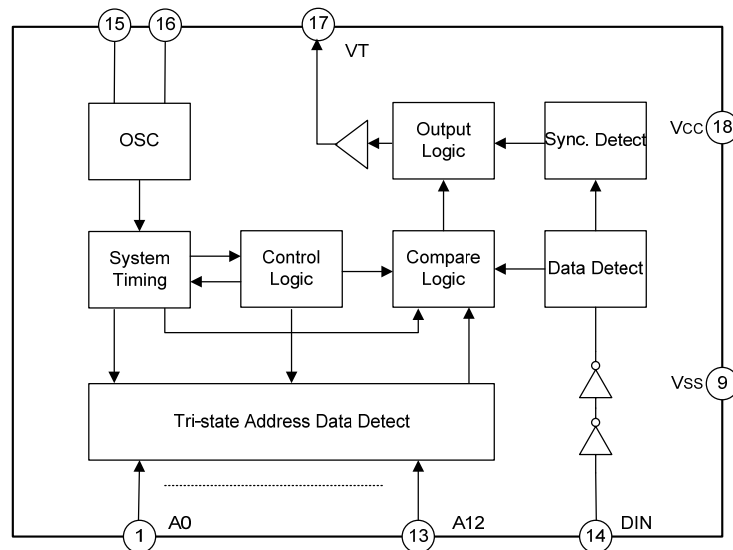 15
16
17
VT
OSC
Output
Logic
Sync. Detect
VCC
18
System
Timing
Control
Logic
Compare
Logic
Data Detect
VSS
9
Tri-state Address Data Detect
1
A0
13
A12
14
DIN